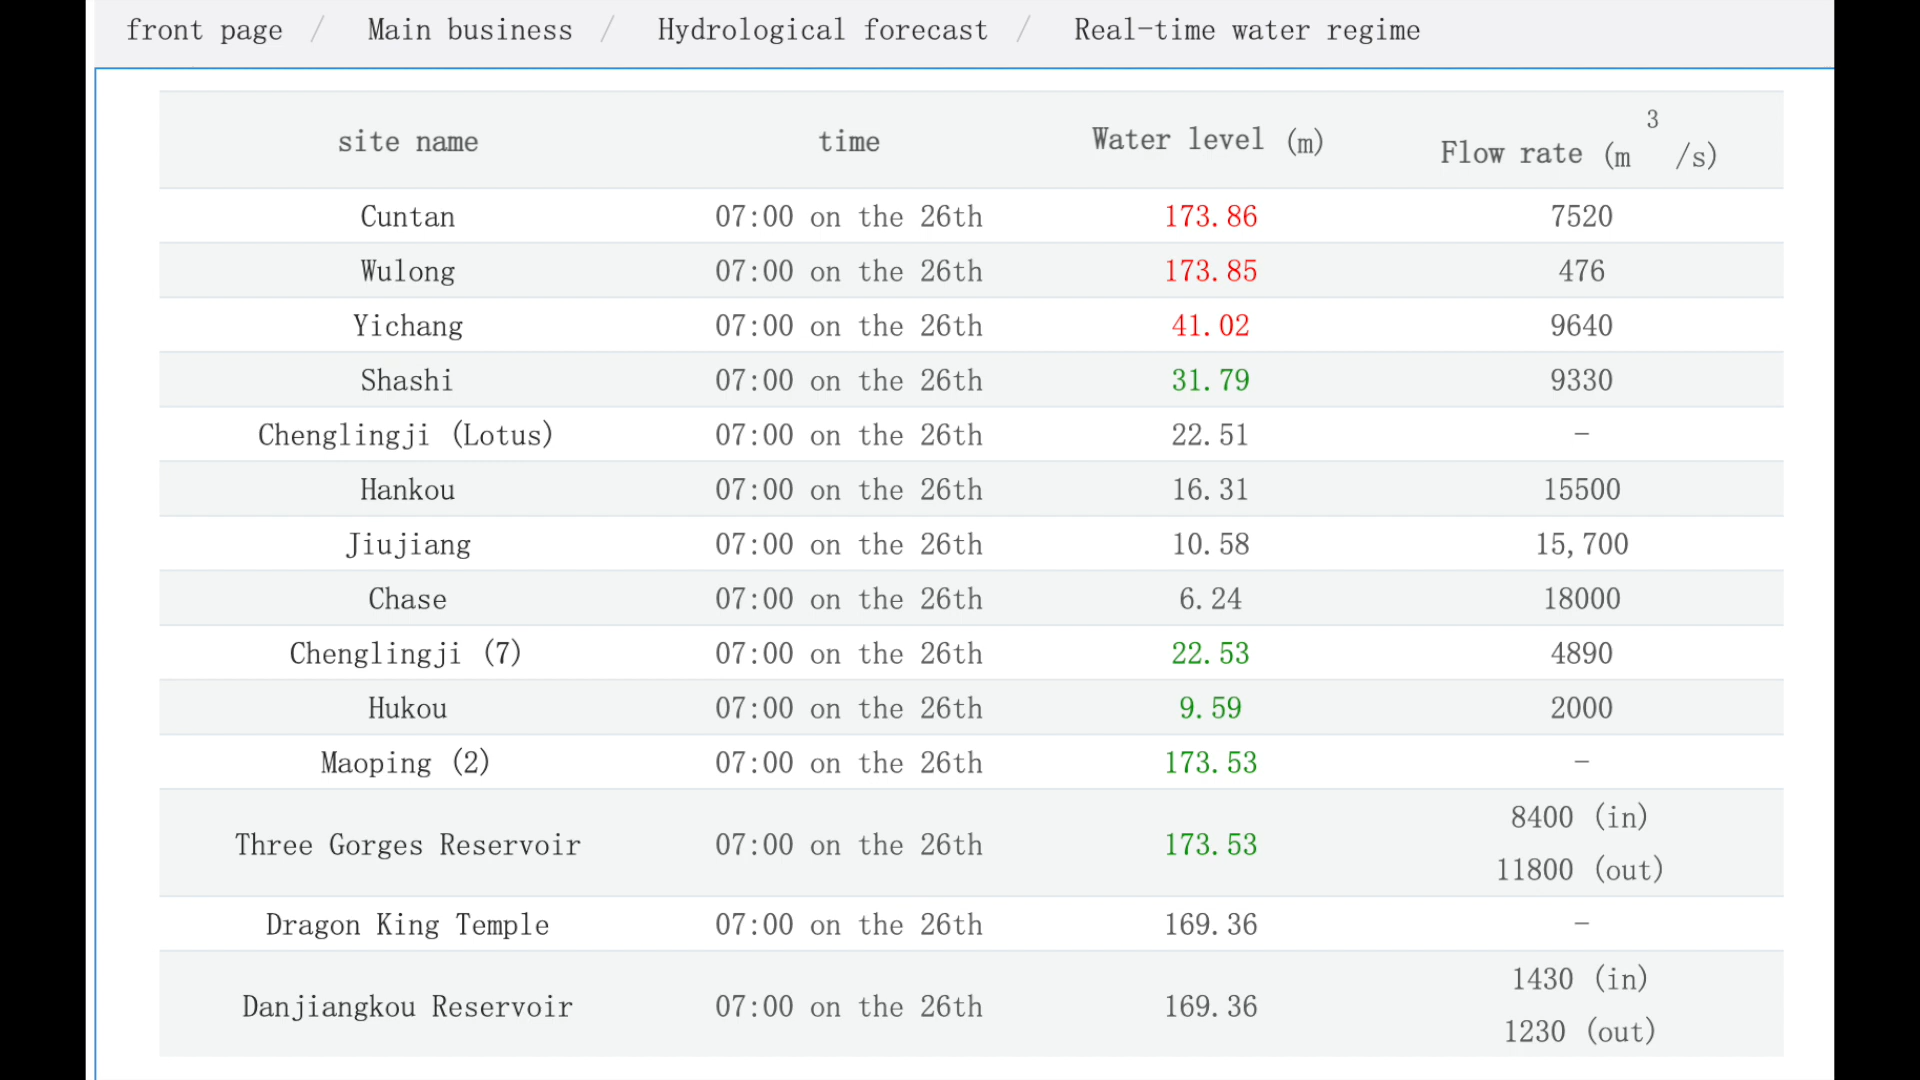 front page / Main business / Hydrological forecast / Real-time water regime
site name time Water level (m) Flow rate (m³/s)
Cuntan 07:00 on the 26th 173.86 7520
Wulong 07:00 on the 26th 173.85 476
Yichang 07:00 on the 26th 41.02 9640
Shashi 07:00 on the 26th 31.79 9330
Chenglingji (Lotus) 07:00 on the 26th 22.51 –
Hankou 07:00 on the 26th 16.31 15500
Jiujiang 07:00 on the 26th 10.58 15,700
Chase 07:00 on the 26th 6.24 18000
Chenglingji (7) 07:00 on the 26th 22.53 4890
Hukou 07:00 on the 26th 9.59 2000
Maoping (2) 07:00 on the 26th 173.53 –
Three Gorges Reservoir 07:00 on the 26th 173.53 8400 (in)
11800 (out)
Dragon King Temple 07:00 on the 26th 169.36 –
Danjiangkou Reservoir 07:00 on the 26th 169.36 1430 (in)
1230 (out)